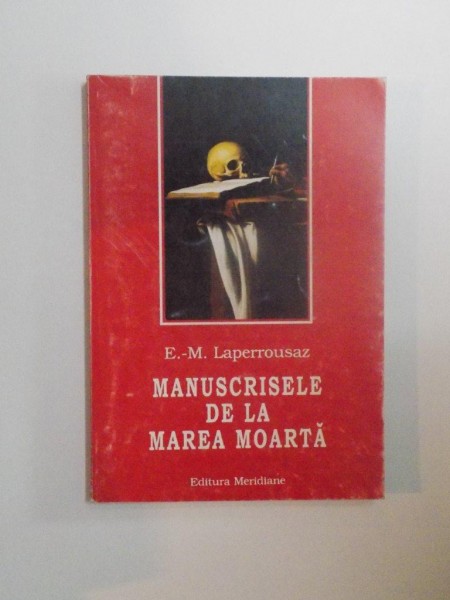 E.-M. Laperrousaz
MANUSCRISELE
DE LA
MAREA MOARTĂ
Editura Meridiane